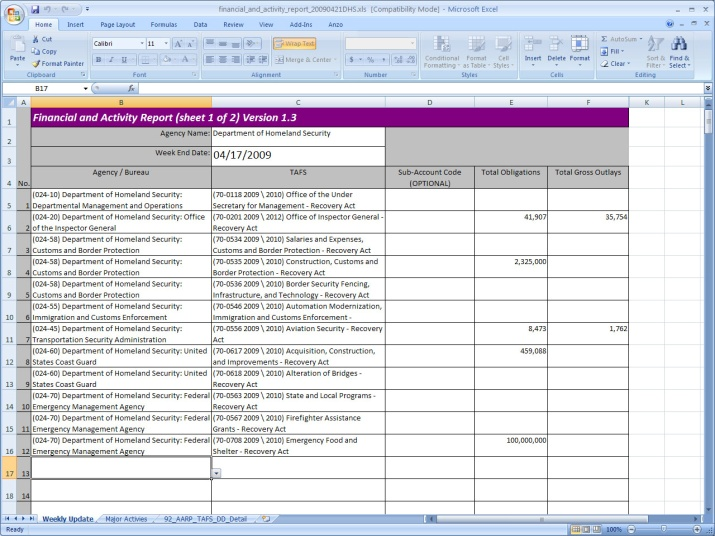 financial_and_activity_report_20090421DHS.xls [Compatibility Mode] - Microsoft Excel
Home Insert Page Layout Formulas Data Review View Add-Ins Anzo
Cut
Copy
Format Painter
Paste
Clipboard
Calibri 11
Font
Wrap Text
Merge & Center
Alignment
Number
Conditional Formatting
Format as Table
Cell Styles
Styles
Insert Delete Format
Cells
AutoSum
Fill
Clear
Sort & Filter
Find & Select
Editing
B17 fx
A B C D E F K L
1 Financial and Activity Report (sheet 1 of 2) Version 1.3
2 Agency Name: Department of Homeland Security
3 Week End Date: 04/17/2009
4 No. Agency / Bureau TAFS Sub-Account Code (OPTIONAL) Total Obligations Total Gross Outlays
5 1 (024-10) Department of Homeland Security: Departmental Management and Operations (70-0118 2009 \ 2010) Office of the Under Secretary for Management - Recovery Act
6 2 (024-20) Department of Homeland Security: Office of the Inspector General (70-0201 2009 \ 2012) Office of Inspector General - Recovery Act 41,907 35,754
7 3 (024-58) Department of Homeland Security: Customs and Border Protection (70-0534 2009 \ 2010) Salaries and Expenses, Customs and Border Protection - Recovery Act
8 4 (024-58) Department of Homeland Security: Customs and Border Protection (70-0535 2009 \ 2010) Construction, Customs and Border Protection - Recovery Act 2,325,000
9 5 (024-58) Department of Homeland Security: Customs and Border Protection (70-0536 2009 \ 2010) Border Security Fencing, Infrastructure, and Technology - Recovery Act
10 6 (024-55) Department of Homeland Security: Immigration and Customs Enforcement (70-0546 2009 \ 2010) Automation Modernization, Immigration and Customs Enforcement -
11 7 (024-45) Department of Homeland Security: Transportation Security Administration (70-0556 2009 \ 2010) Aviation Security - Recovery Act 8,473 1,762
12 8 (024-60) Department of Homeland Security: United States Coast Guard (70-0617 2009 \ 2010) Acquisition, Construction, and Improvements - Recovery Act 459,088
13 9 (024-60) Department of Homeland Security: United States Coast Guard (70-0618 2009 \ 2010) Alteration of Bridges - Recovery Act
14 10 (024-70) Department of Homeland Security: Federal Emergency Management Agency (70-0563 2009 \ 2010) State and Local Programs - Recovery Act
15 11 (024-70) Department of Homeland Security: Federal Emergency Management Agency (70-0567 2009 \ 2010) Firefighter Assistance Grants - Recovery Act
16 12 (024-70) Department of Homeland Security: Federal Emergency Management Agency (70-0708 2009 \ 2010) Emergency Food and Shelter - Recovery Act 100,000,000
17 13
18 14
Weekly Update Major Actives 92_AARP_TAFS_DD_Detail
Ready 100%